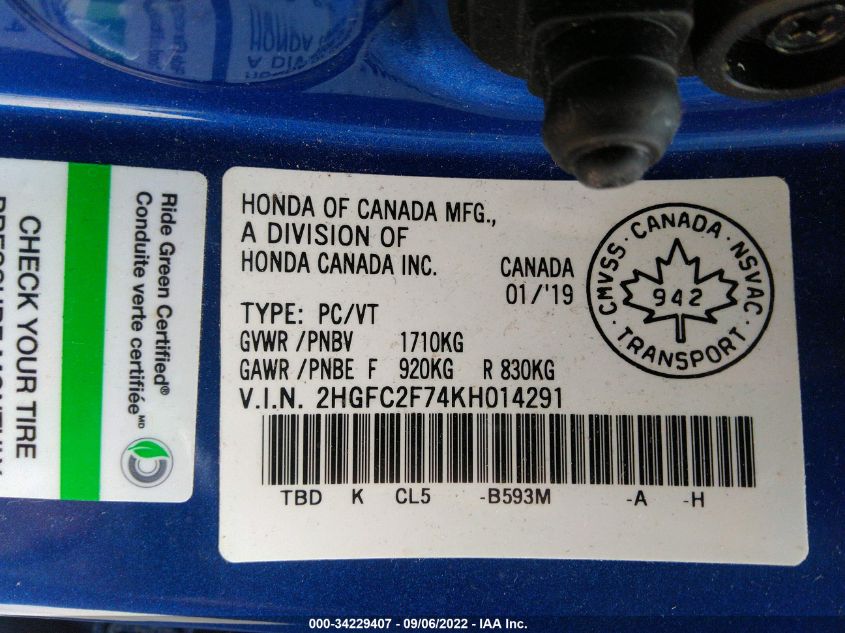 HONDA OF CANADA MFG.,
A DIVISION OF
HONDA CANADA INC.
CANADA
01/'19
TYPE: PC/VT
GVWR /PNBV 1710KG
GAWR /PNBE F 920KG R 830KG
V.I.N. 2HGFC2F74KH014291
TBD K CL5 -B593M -A -H
CMVSS · CANADA · NSVAC
942
TRANSPORT
Ride Green Certified®
Conduite verte certifiée MD
CHECK YOUR TIRE
000-34229407 - 09/06/2022 - IAA Inc.